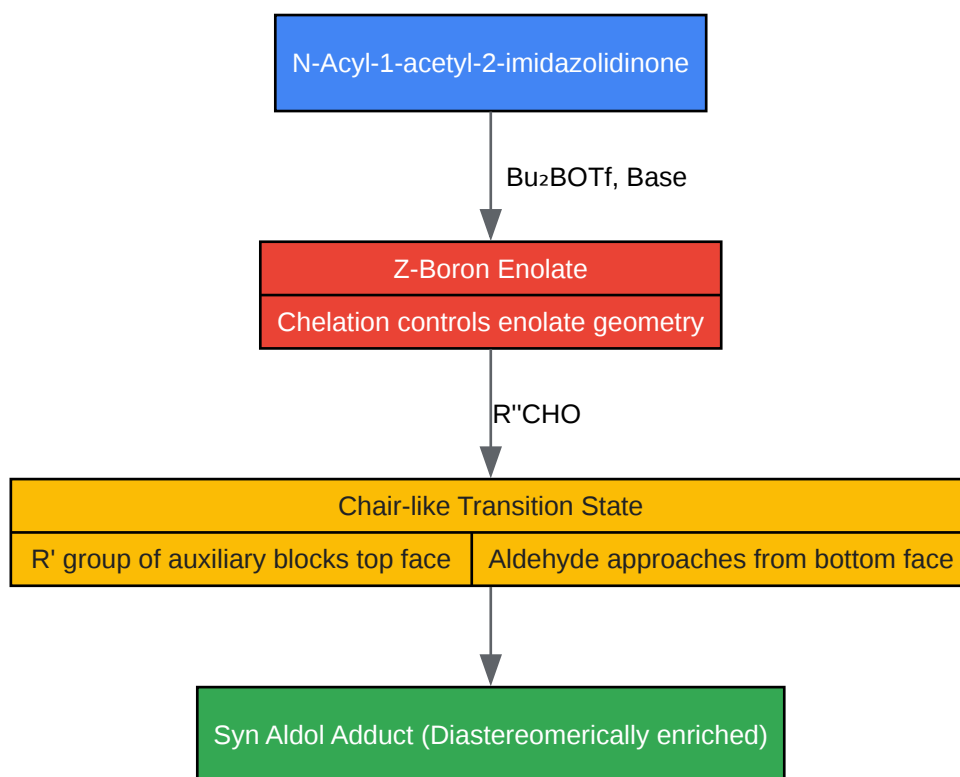 N-Acyl-1-acetyl-2-imidazolidinone
Bu₂BOTf, Base
Z-Boron Enolate
Chelation controls enolate geometry
R''CHO
Chair-like Transition State
R' group of auxiliary blocks top face
Aldehyde approaches from bottom face
Syn Aldol Adduct (Diastereomerically enriched)